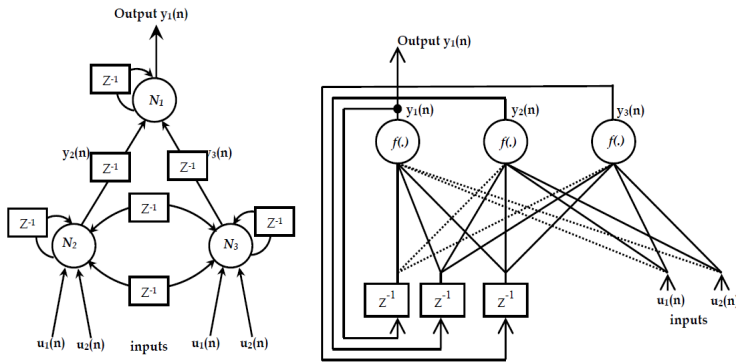 Output y₁(n)
Z⁻¹
N₁
y₂(n)
Z⁻¹
Z⁻¹
y₃(n)
Z⁻¹
Z⁻¹
Z⁻¹
N₂
N₃
Z⁻¹
u₁(n)
u₂(n)
inputs
u₁(n)
u₂(n)
Output y₁(n)
y₁(n)
y₂(n)
y₃(n)
f(.)
f(.)
f(.)
Z⁻¹
Z⁻¹
Z⁻¹
u₁(n)
u₂(n)
inputs